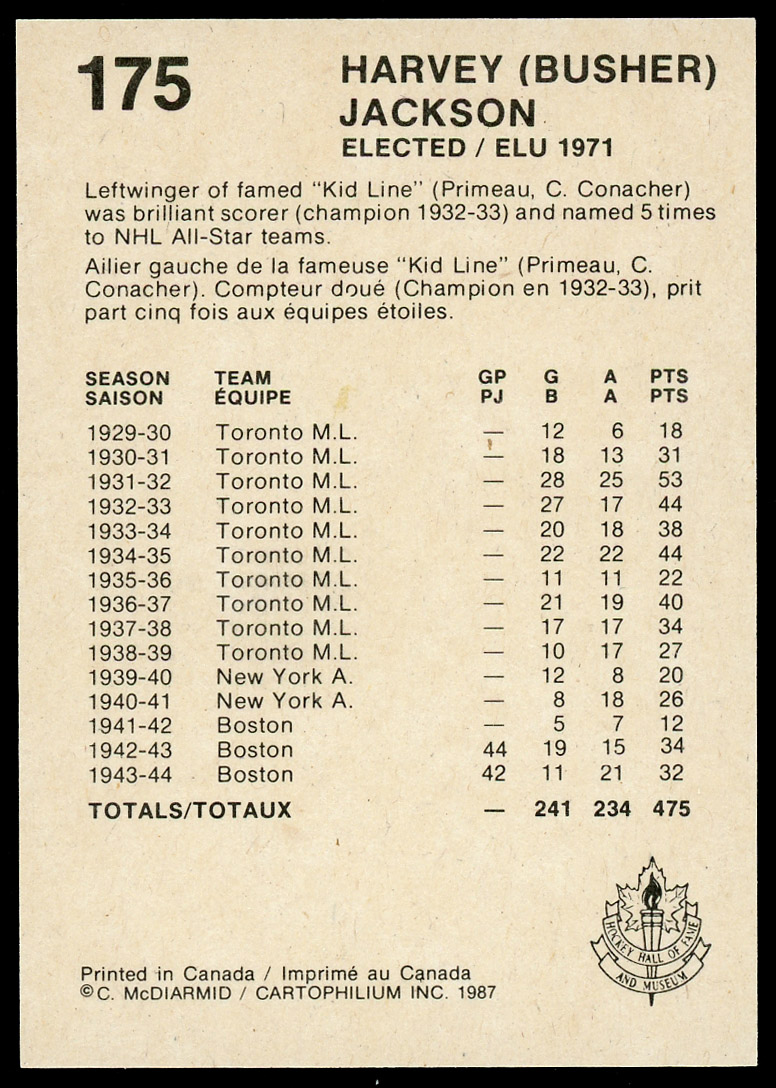 175
HARVEY (BUSHER)
JACKSON
ELECTED / ELU 1971
Leftwinger of famed "Kid Line" (Primeau, C. Conacher)
was brilliant scorer (champion 1932-33) and named 5 times
to NHL All-Star teams.
Ailier gauche de la fameuse "Kid Line" (Primeau, C.
Conacher). Compteur doué (Champion en 1932-33), prit
part cinq fois aux équipes étoiles.
SEASON TEAM GP G A PTS
SAISON ÉQUIPE PJ B A PTS
1929-30 Toronto M.L. — 12 6 18
1930-31 Toronto M.L. — 18 13 31
1931-32 Toronto M.L. — 28 25 53
1932-33 Toronto M.L. — 27 17 44
1933-34 Toronto M.L. — 20 18 38
1934-35 Toronto M.L. — 22 22 44
1935-36 Toronto M.L. — 11 11 22
1936-37 Toronto M.L. — 21 19 40
1937-38 Toronto M.L. — 17 17 34
1938-39 Toronto M.L. — 10 17 27
1939-40 New York A. — 12 8 20
1940-41 New York A. — 8 18 26
1941-42 Boston — 5 7 12
1942-43 Boston 44 19 15 34
1943-44 Boston 42 11 21 32
TOTALS/TOTAUX — 241 234 475
HOCKEY HALL OF FAME
AND MUSEUM
Printed in Canada / Imprimé au Canada
©C. McDIARMID / CARTOPHILIUM INC. 1987